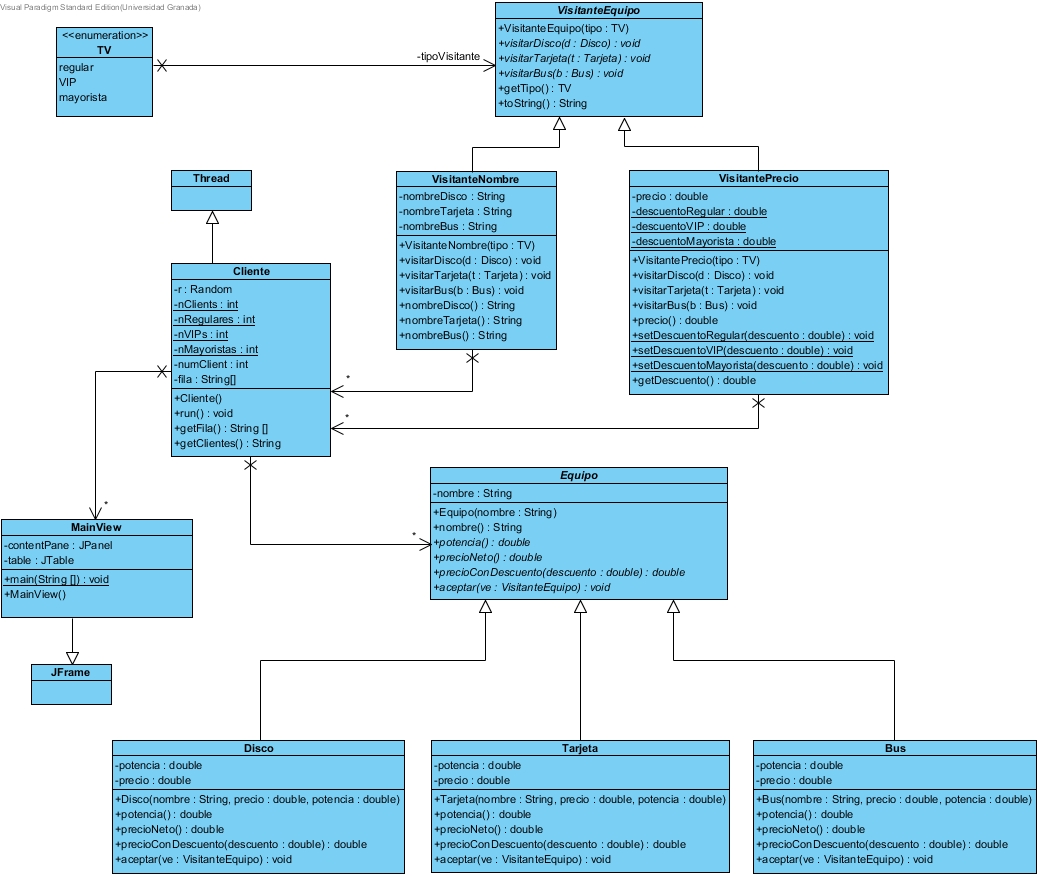 Visual Paradigm Standard Edition(Universidad Granada)
<<enumeration>>
TV
regular
VIP
mayorista
-tipoVisitante
VisitanteEquipo
+VisitanteEquipo(tipo : TV)
+visitarDisco(d : Disco) : void
+visitarTarjeta(t : Tarjeta) : void
+visitarBus(b : Bus) : void
+getTipo() : TV
+toString() : String
Thread
VisitanteNombre
-nombreDisco : String
-nombreTarjeta : String
-nombreBus : String
+VisitanteNombre(tipo : TV)
+visitarDisco(d : Disco) : void
+visitarTarjeta(t : Tarjeta) : void
+visitarBus(b : Bus) : void
+nombreDisco() : String
+nombreTarjeta() : String
+nombreBus() : String
VisitantePrecio
-precio : double
-descuentoRegular : double
-descuentoVIP : double
-descuentoMayorista : double
+VisitantePrecio(tipo : TV)
+visitarDisco(d : Disco) : void
+visitarTarjeta(t : Tarjeta) : void
+visitarBus(b : Bus) : void
+precio() : double
+setDescuentoRegular(descuento : double) : void
+setDescuentoVIP(descuento : double) : void
+setDescuentoMayorista(descuento : double) : void
+getDescuento() : double
Cliente
-r : Random
-nClients : int
-nRegulares : int
-nVIPs : int
-nMayoristas : int
-numClient : int
-fila : String[]
+Cliente()
+run() : void
+getFila() : String []
+getClientes() : String
*
*
*
*
MainView
-contentPane : JPanel
-table : JTable
+main(String []) : void
+MainView()
JFrame
Equipo
-nombre : String
+Equipo(nombre : String)
+nombre() : String
+potencia() : double
+precioNeto() : double
+precioConDescuento(descuento : double) : double
+aceptar(ve : VisitanteEquipo) : void
Disco
-potencia : double
-precio : double
+Disco(nombre : String, precio : double, potencia : double)
+potencia() : double
+precioNeto() : double
+precioConDescuento(descuento : double) : double
+aceptar(ve : VisitanteEquipo) : void
Tarjeta
-potencia : double
-precio : double
+Tarjeta(nombre : String, precio : double, potencia : double)
+potencia() : double
+precioNeto() : double
+precioConDescuento(descuento : double) : double
+aceptar(ve : VisitanteEquipo) : void
Bus
-potencia : double
-precio : double
+Bus(nombre : String, precio : double, potencia : double)
+potencia() : double
+precioNeto() : double
+precioConDescuento(descuento : double) : double
+aceptar(ve : VisitanteEquipo) : void